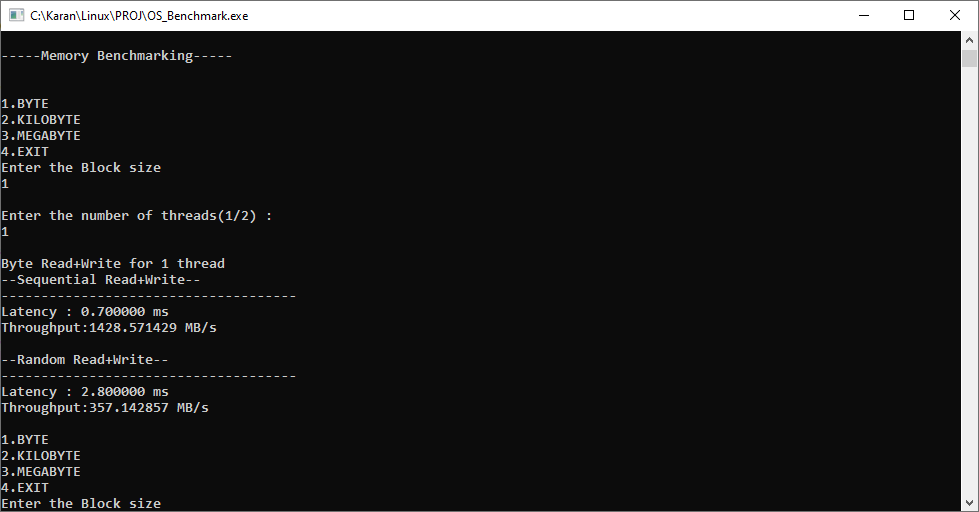 C:\Karan\Linux\PROJ\OS_Benchmark.exe
-----Memory Benchmarking-----
1.BYTE
2.KILOBYTE
3.MEGABYTE
4.EXIT
Enter the Block size
1
Enter the number of threads(1/2) :
1
Byte Read+Write for 1 thread
--Sequential Read+Write--
-------------------------------------
Latency : 0.700000 ms
Throughput:1428.571429 MB/s
--Random Read+Write--
-------------------------------------
Latency : 2.800000 ms
Throughput:357.142857 MB/s
1.BYTE
2.KILOBYTE
3.MEGABYTE
4.EXIT
Enter the Block size